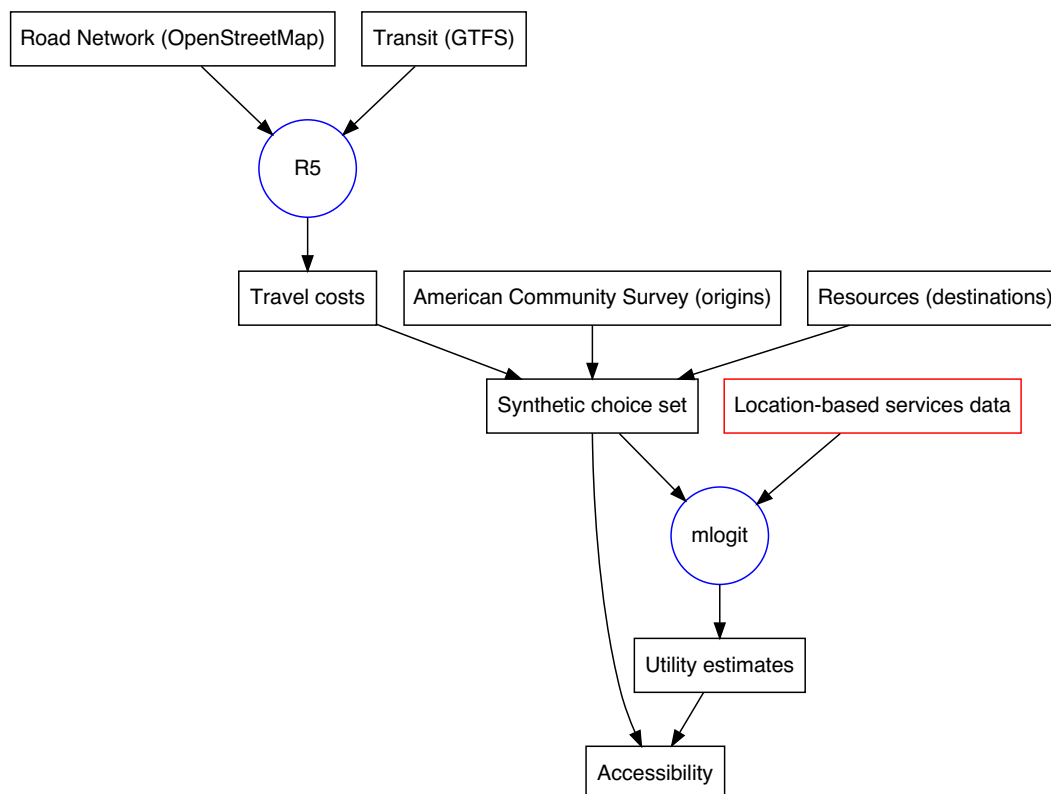 Road Network (OpenStreetMap)
Transit (GTFS)
R5
Travel costs
American Community Survey (origins)
Resources (destinations)
Synthetic choice set
Location-based services data
mlogit
Utility estimates
Accessibility